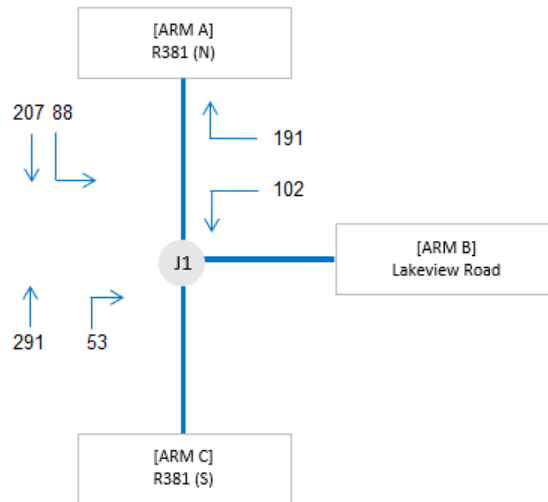 [ARM A]
R381 (N)
207 88
191
102
[ARM B]
Lakeview Road
J1
291
53
[ARM C]
R381 (S)